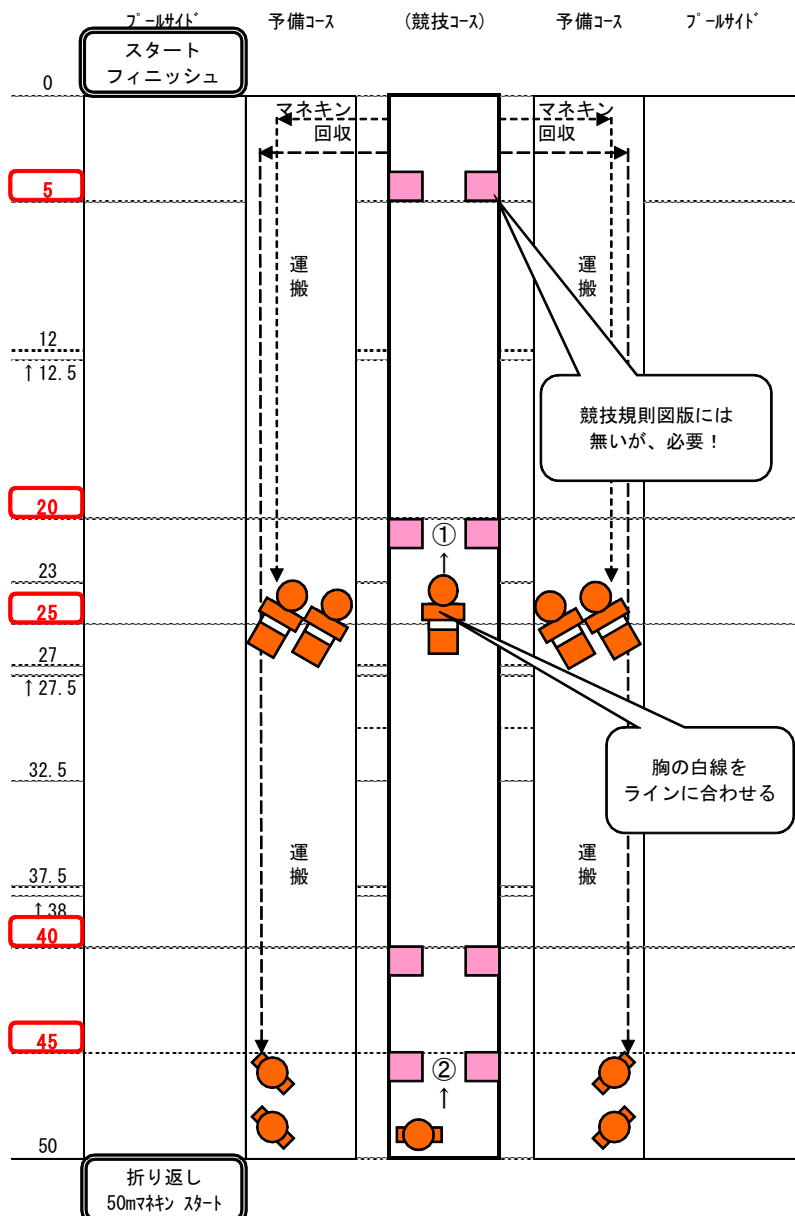 ﾌﾟｰﾙｻｲﾄﾞ 予備ｺｰｽ (競技ｺｰｽ) 予備ｺｰｽ ﾌﾟｰﾙｻｲﾄﾞ
スタート
フィニッシュ
0
マネキン
回収
マネキン
回収
5
運
搬
運
搬
12
↑12.5
競技規則図版には
無いが、必要！
20
①
↑
23
25
27
↑27.5
胸の白線を
ラインに合わせる
32.5
運
搬
運
搬
37.5
↑38
40
45
②
↑
50
折り返し
50mﾏﾈｷﾝ ｽﾀｰﾄ